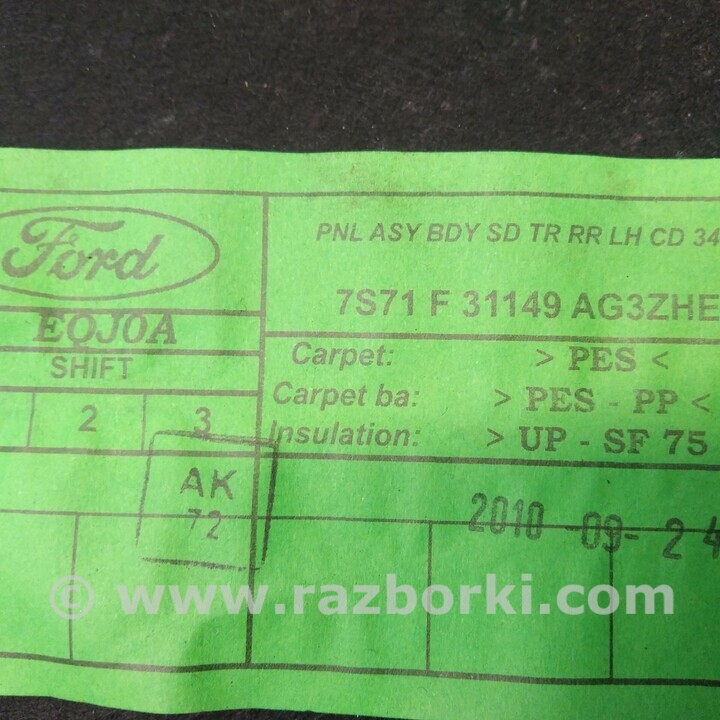 Ford
PNL ASY BDY SD TR RR LH CD 34
7S71 F 31149 AG3ZHE
EQJ0A
SHIFT
2 3
Carpet: > PES <
Carpet ba: > PES - PP <
Insulation: > UP - SF 75
AK
72
2010 -09- 24
© www.razborki.com